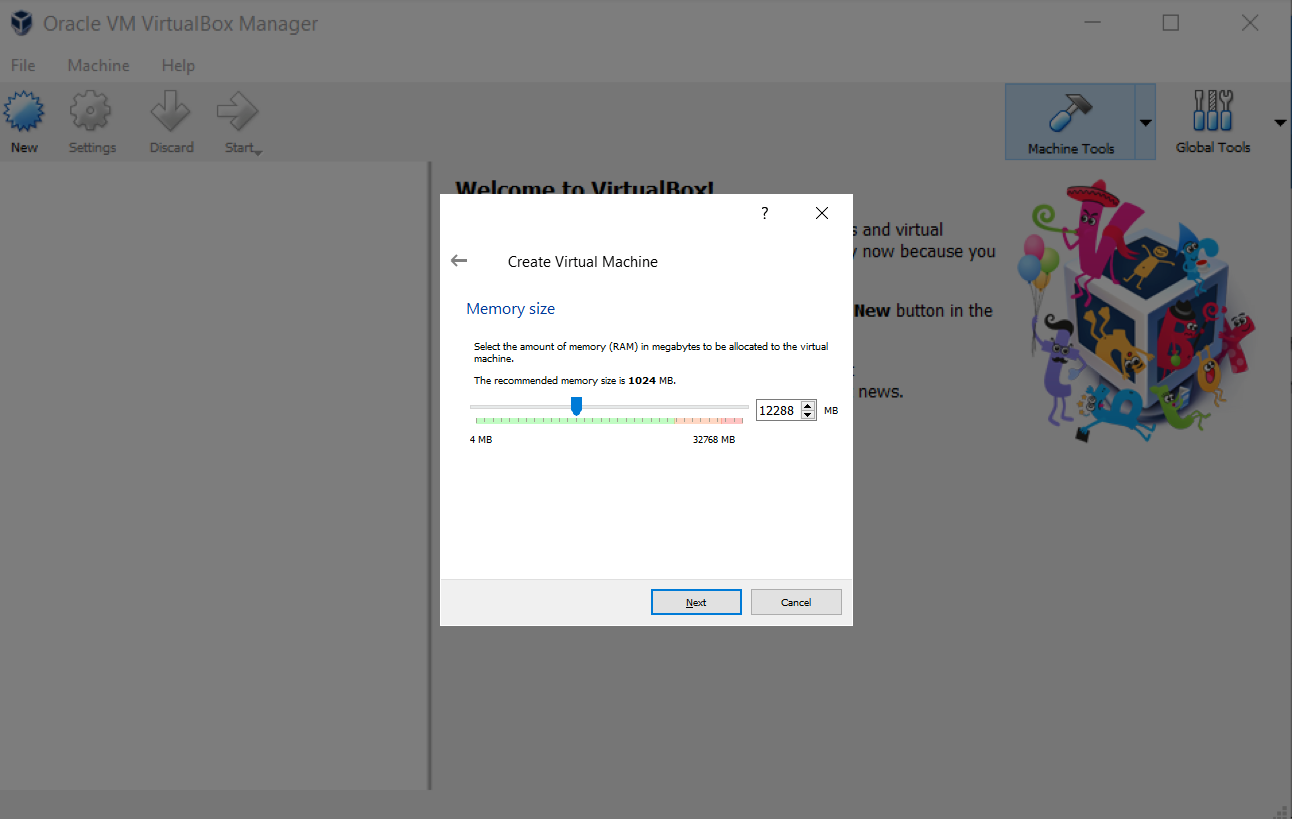 Oracle VM VirtualBox Manager
File Machine Help
New Settings Discard Start Machine Tools Global Tools
Welcome to VirtualBox!
s and virtual
now because you
New button in the
news.
?
Create Virtual Machine
Memory size
Select the amount of memory (RAM) in megabytes to be allocated to the virtual
machine.
The recommended memory size is 1024 MB.
12288 MB
4 MB 32768 MB
Next Cancel